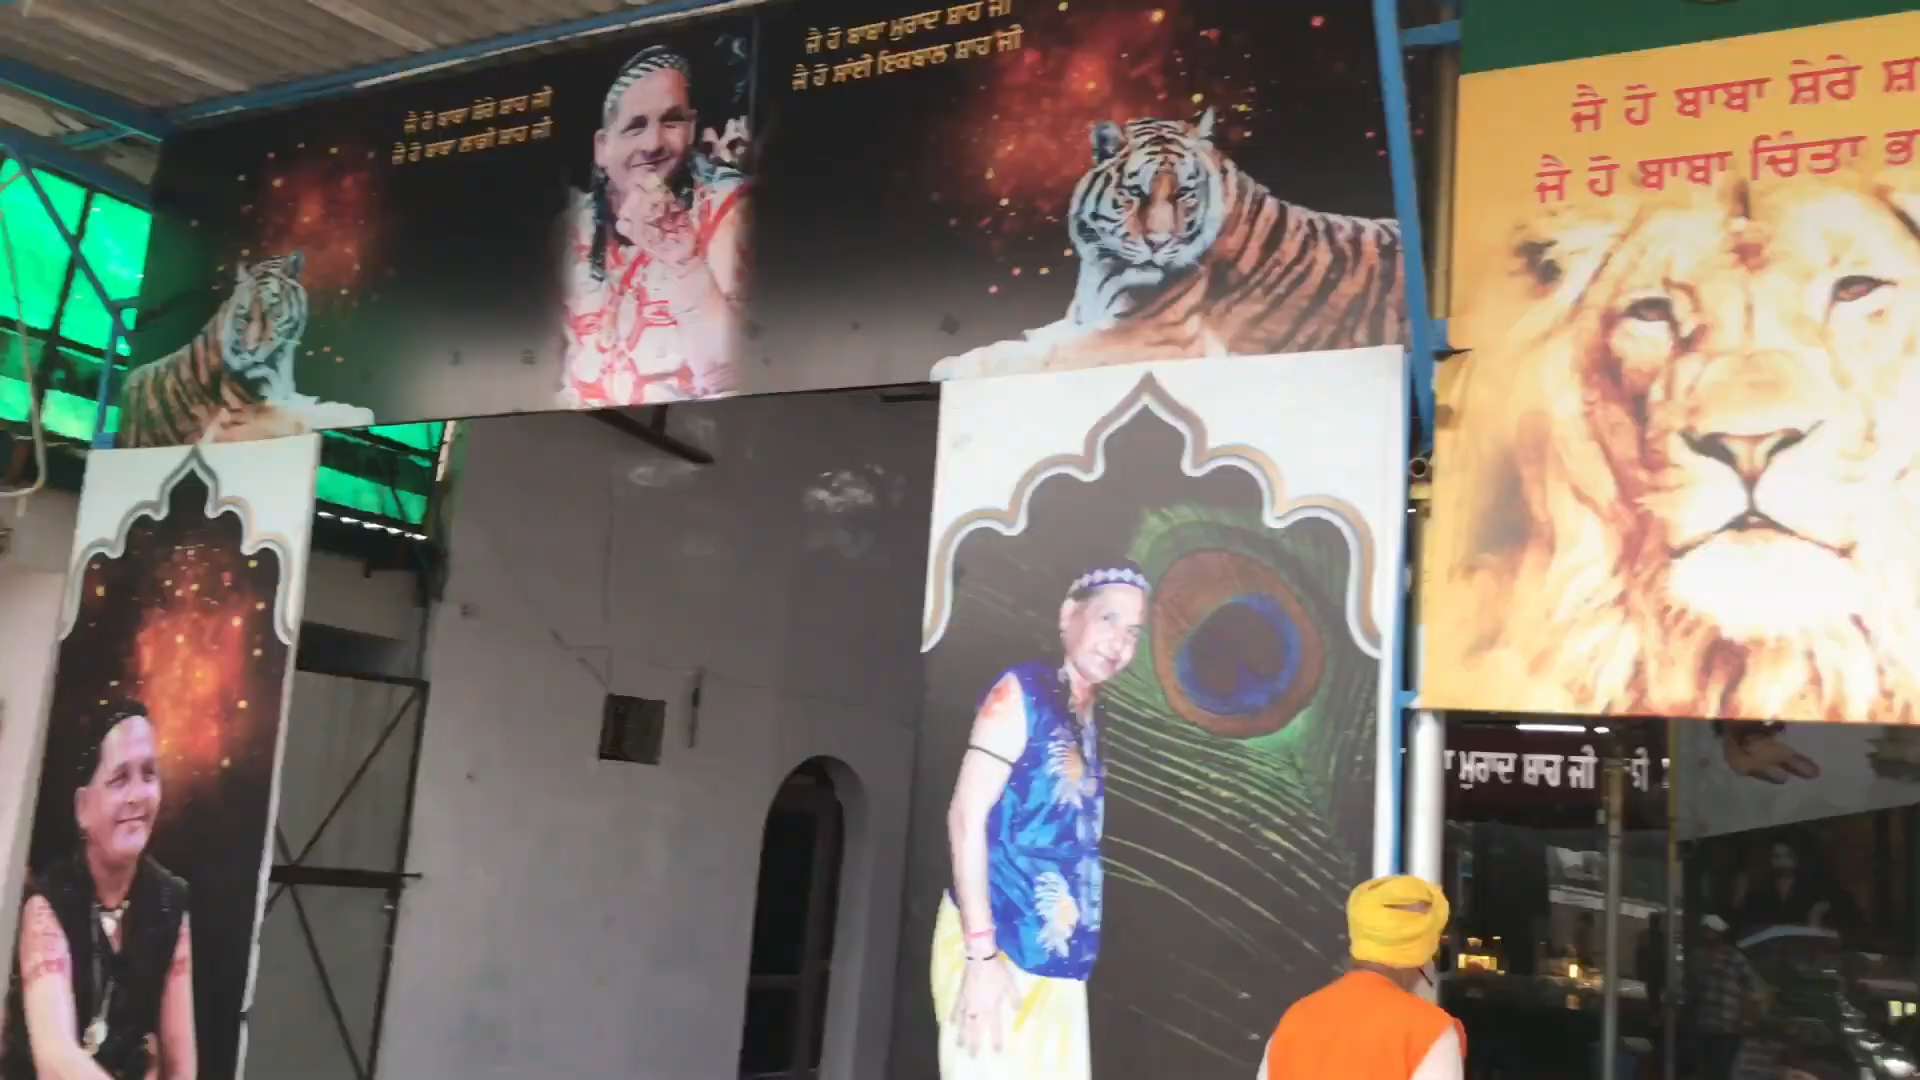 ਜੈ ਹੋ ਬਾਬਾ ਸ਼ੇਰੇ ਸ਼ਾਹ ਜੀ
ਜੈ ਹੋ ਬਾਬਾ ਲਾਡੀ ਸ਼ਾਹ ਜੀ
ਜੈ ਹੋ ਬਾਬਾ ਮੁਰਾਦ ਸ਼ਾਹ ਜੀ
ਜੈ ਹੋ ਸਾਂਈ ਇਕਬਾਲ ਸ਼ਾਹ ਜੀ
ਜੈ ਹੋ ਬਾਬਾ ਸ਼ੇਰੇ
ਜੈ ਹੋ ਬਾਬਾ ਚਿੰਤਾ
ਮੁਰਾਦ ਸ਼ਾਹ ਜੀ